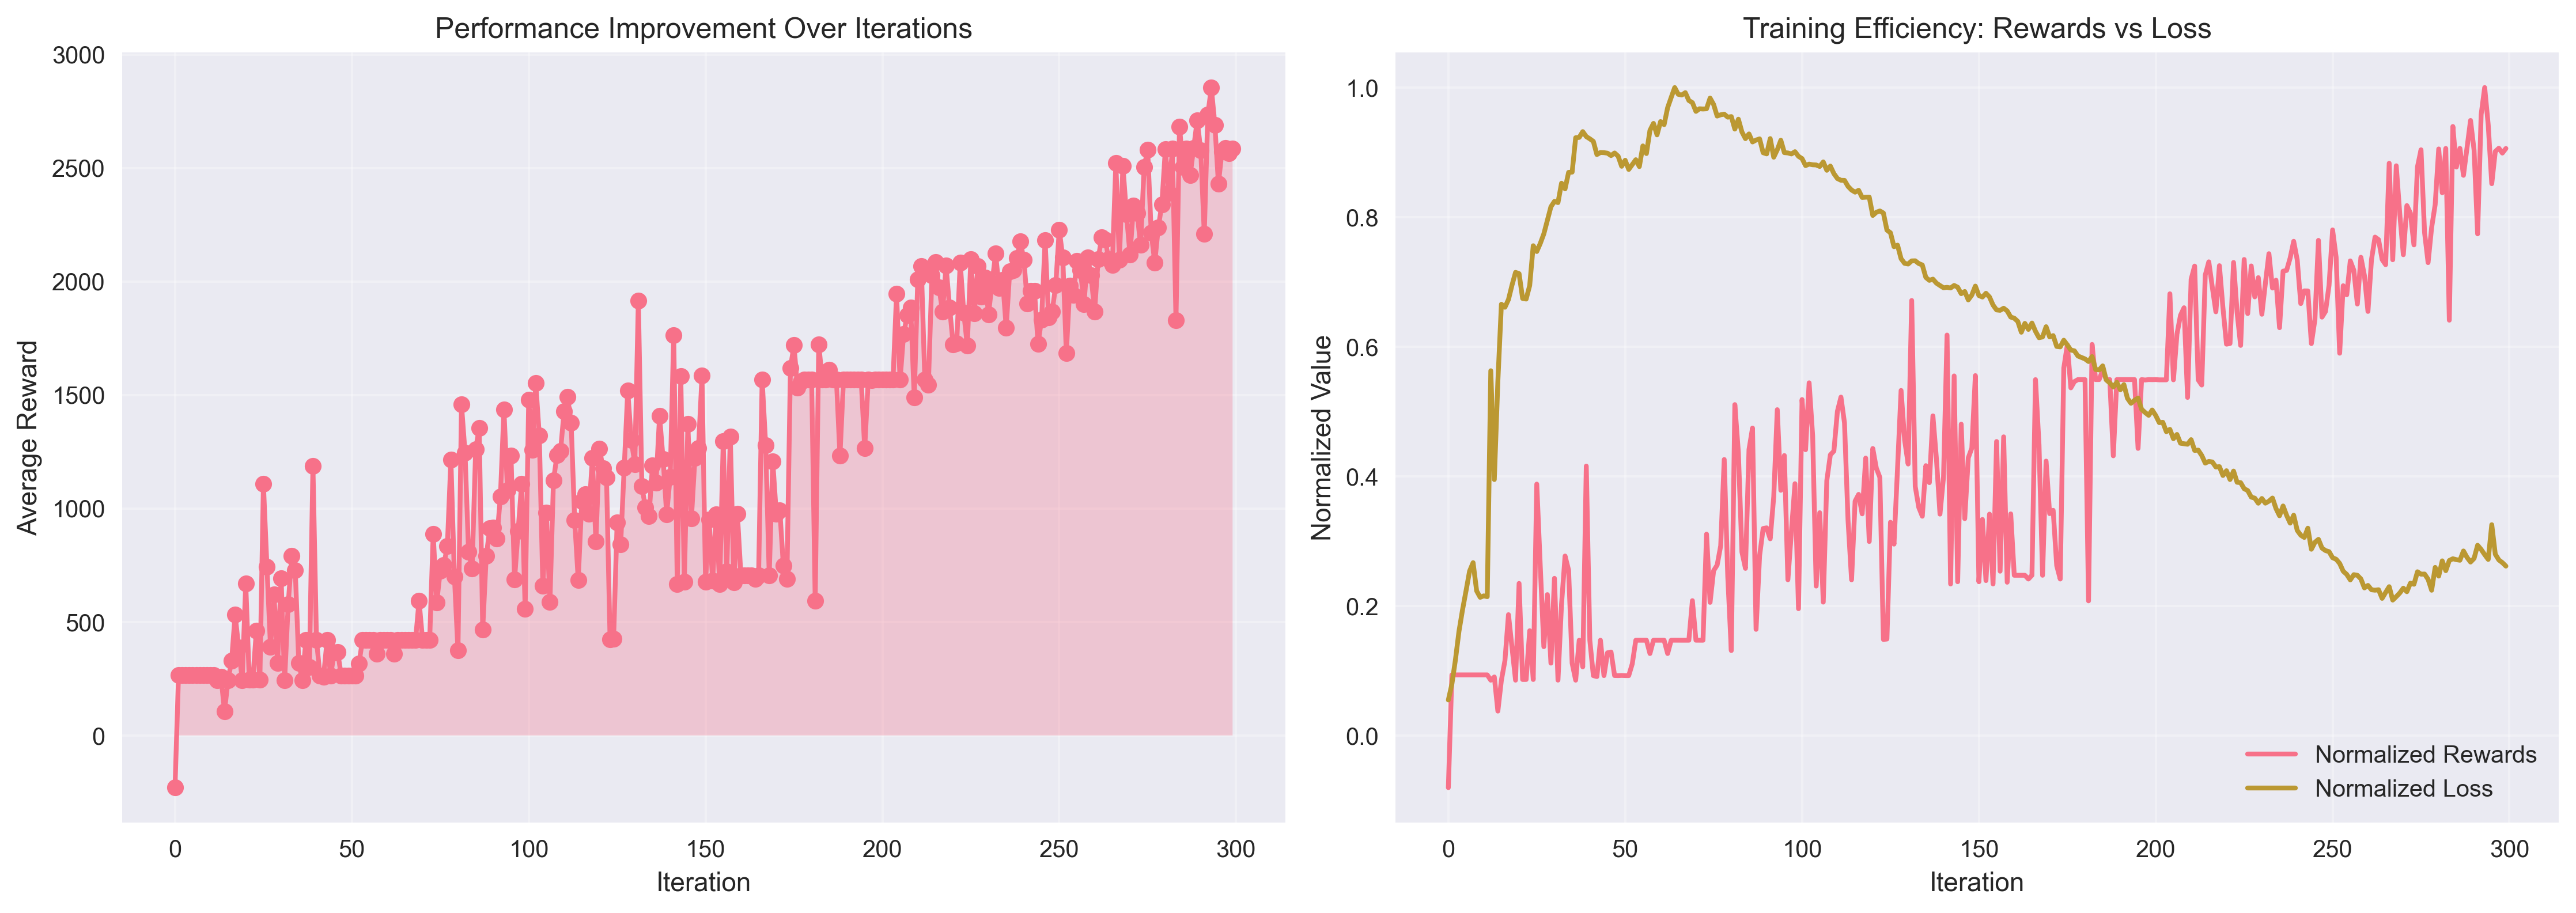 Performance Improvement Over Iterations
3000
2500
2000
1500
1000
500
0
Average Reward
0 50 100 150 200 250 300
Iteration
Training Efficiency: Rewards vs Loss
1.0
0.8
0.6
0.4
0.2
0.0
Normalized Value
Normalized Rewards
Normalized Loss
0 50 100 150 200 250 300
Iteration